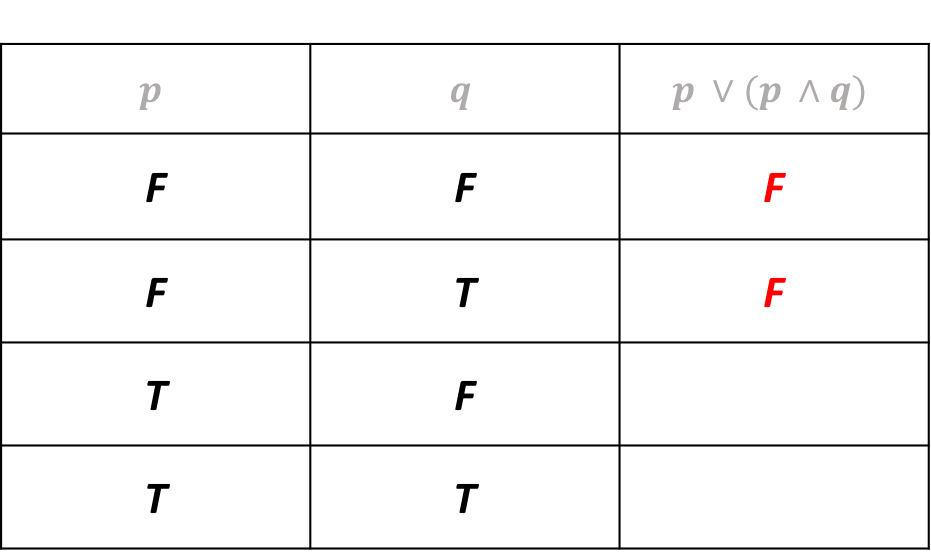 p q p ∨ (p ∧ q)
F F F
F T F
T F
T T